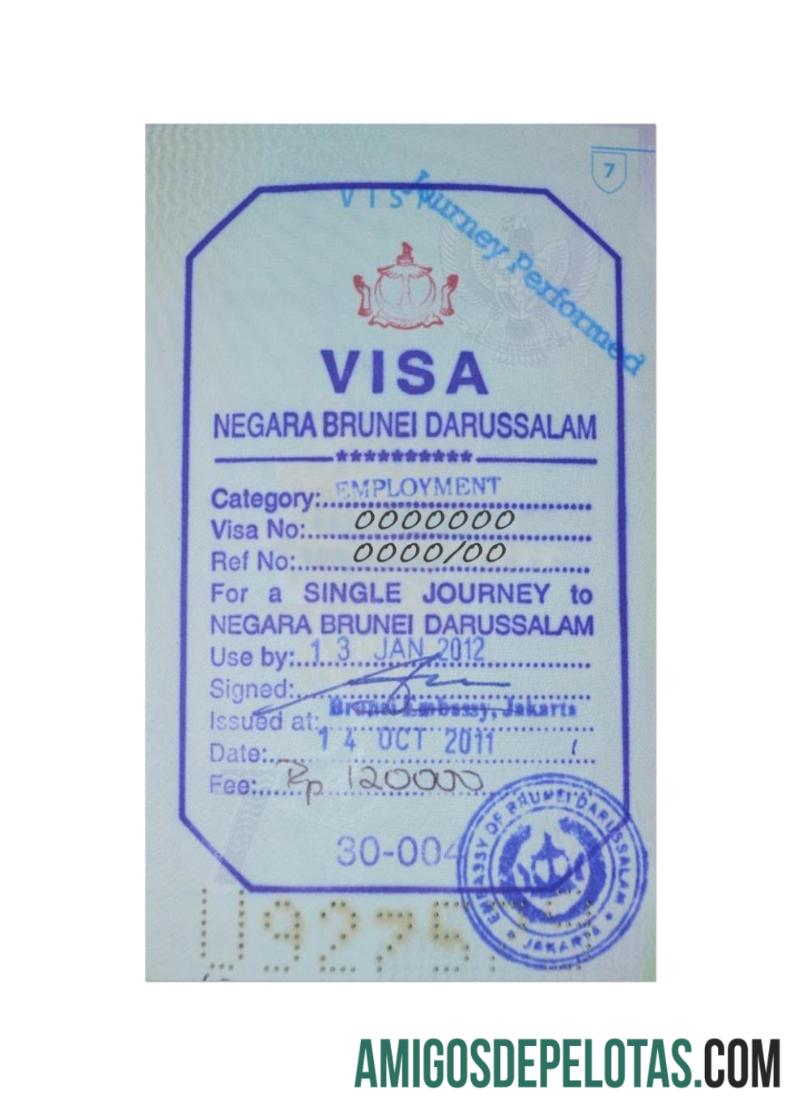 7
VISA
Journey Performed
VISA
NEGARA BRUNEI DARUSSALAM
**********
Category: EMPLOYMENT
Visa No: 0000000
Ref No: 0000/00
For a SINGLE JOURNEY to
NEGARA BRUNEI DARUSSALAM
Use by: 13 JAN 2012
Signed:
Issued at: Brunei Embassy, Jakarta
Date: 14 OCT 2011
Fee: Rp 120000
30-004
EMBASSY OF BRUNEI DARUSSALAM
* JAKARTA *
U9275
AMIGOSDEPELOTAS.COM